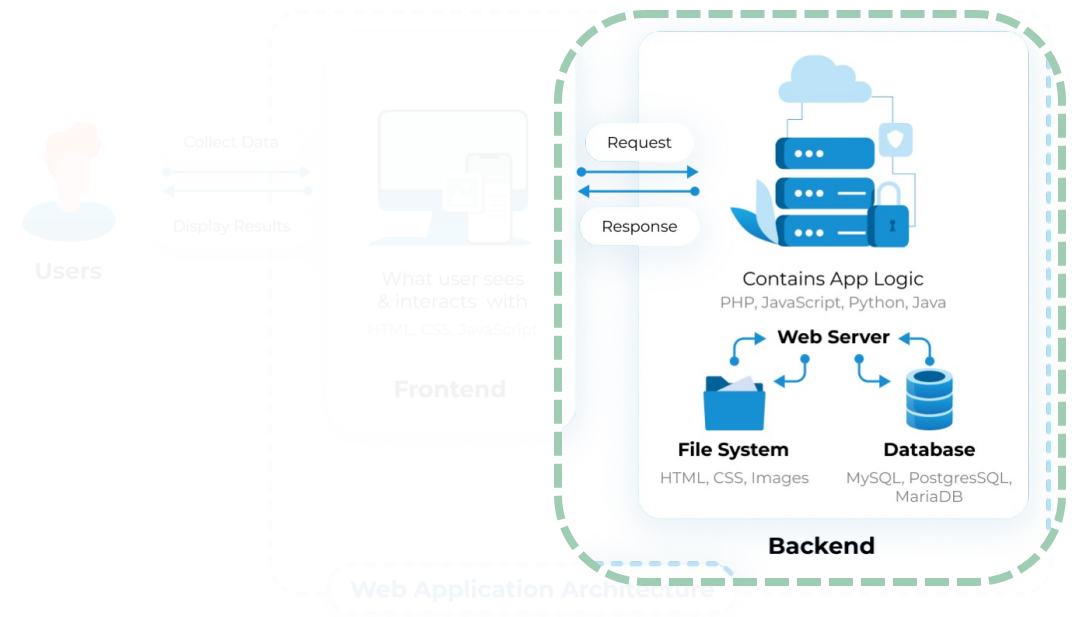 Collect Data
Display Results
Users
What user sees
& interacts with
HTML, CSS, JavaScript
Frontend
Request
Response
Contains App Logic
PHP, JavaScript, Python, Java
Web Server
File System
HTML, CSS, Images
Database
MySQL, PostgresSQL,
MariaDB
Backend
Web Application Architecture